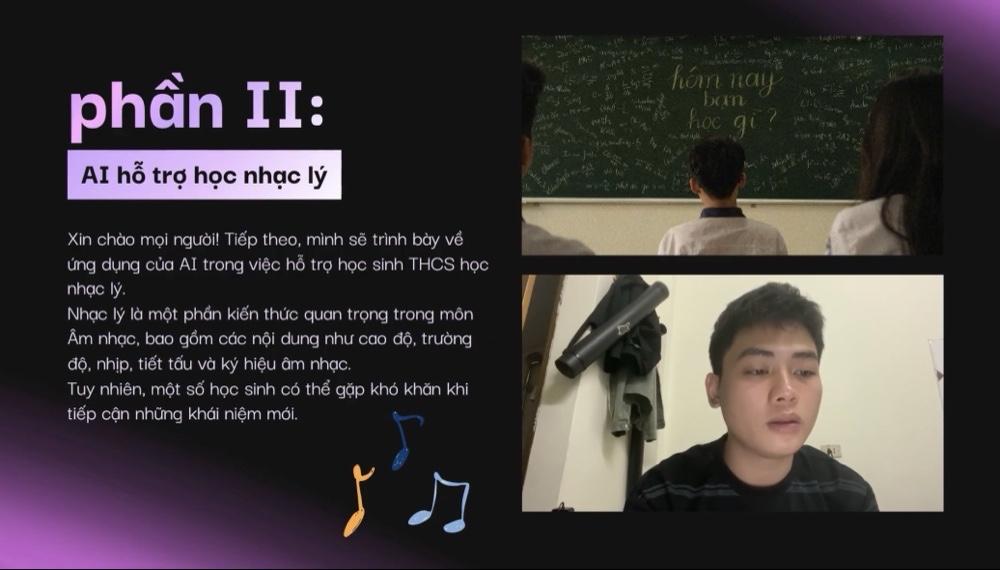 phần II:
AI hỗ trợ học nhạc lý
Xin chào mọi người! Tiếp theo, mình sẽ trình bày về
ứng dụng của AI trong việc hỗ trợ học sinh THCS học
nhạc lý.
Nhạc lý là một phần kiến thức quan trọng trong môn
Âm nhạc, bao gồm các nội dung như cao độ, trường
độ, nhịp, tiết tấu và ký hiệu âm nhạc.
Tuy nhiên, một số học sinh có thể gặp khó khăn khi
tiếp cận những khái niệm mới.
hôm nay
bạn
học gì ?